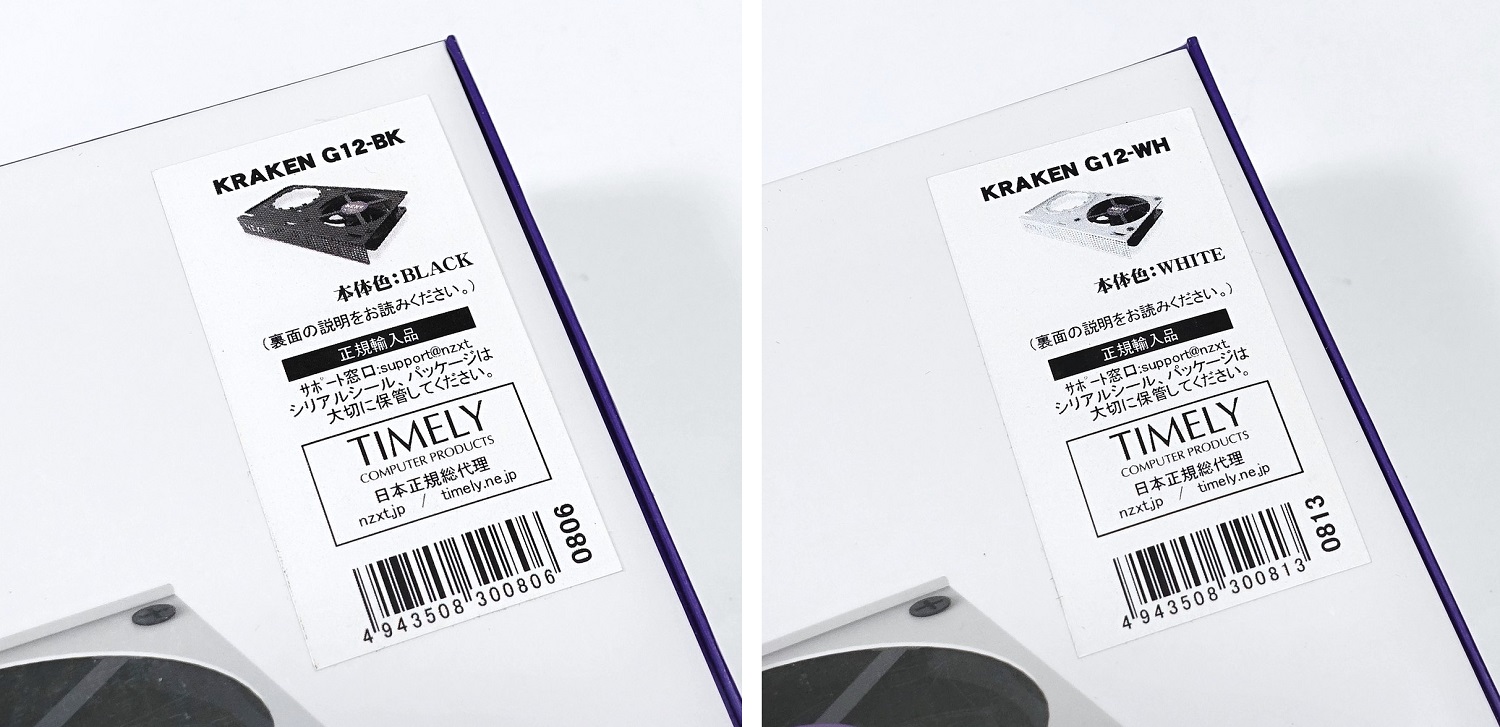 KRAKEN G12-BK
NZXT
本体色：BLACK
（裏面の説明をお読みください。）
正規輸入品
サポート窓口:support@nzxt
シリアルシール、パッケージは
大切に保管してください。
TIMELY
COMPUTER PRODUCTS
日本正規総代理
nzxt.jp / timely.ne.jp
0806
4943508 300806
KRAKEN G12-WH
本体色：WHITE
（裏面の説明をお読みください。）
正規輸入品
サポート窓口:support@nzxt
シリアルシール、パッケージは
大切に保管してください。
TIMELY
COMPUTER PRODUCTS
日本正規総代理
nzxt.jp / timely.ne.jp
0813
4943508 300813